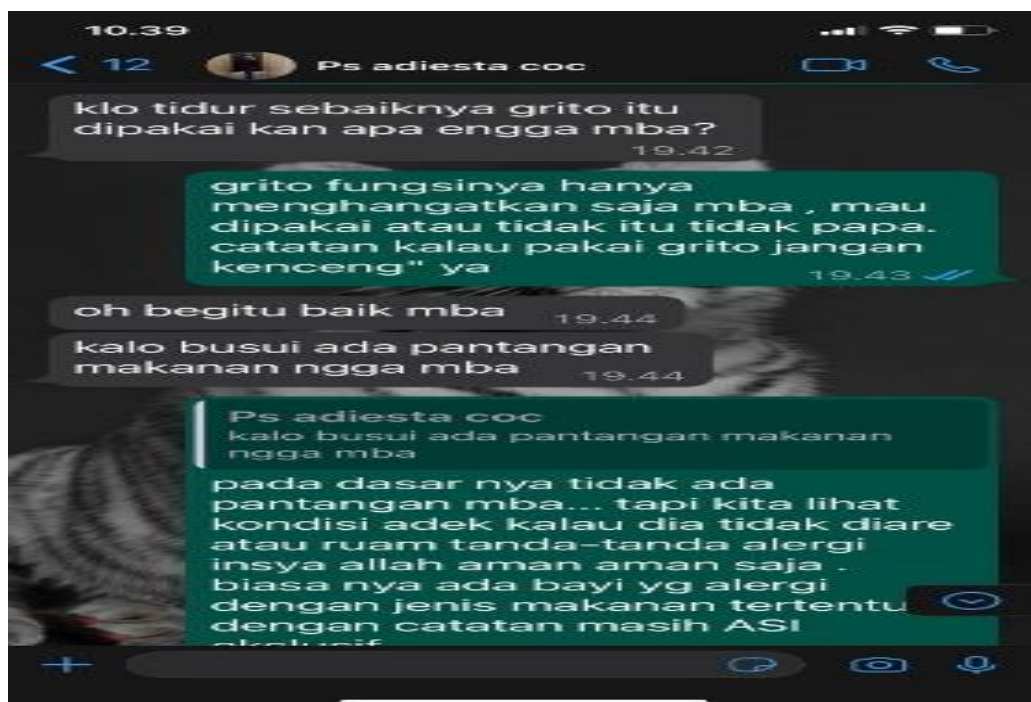 10.39
12 Ps adiesta coc
klo tidur sebaiknya grito itu
dipakai kan apa engga mba?
19.42
grito fungsinya hanya
menghangatkan saja mba , mau
dipakai atau tidak itu tidak papa.
catatan kalau pakai grito jangan
kenceng" ya
19.43
oh begitu baik mba 19.44
kalo busui ada pantangan
makanan ngga mba 19.44
Ps adiesta coc
kalo busui ada pantangan makanan
ngga mba
pada dasar nya tidak ada
pantangan mba... tapi kita lihat
kondisi adek kalau dia tidak diare
atau ruam tanda-tanda alergi
insya allah aman aman saja .
biasa nya ada bayi yg alergi
dengan jenis makanan tertentu
dengan catatan masih ASI